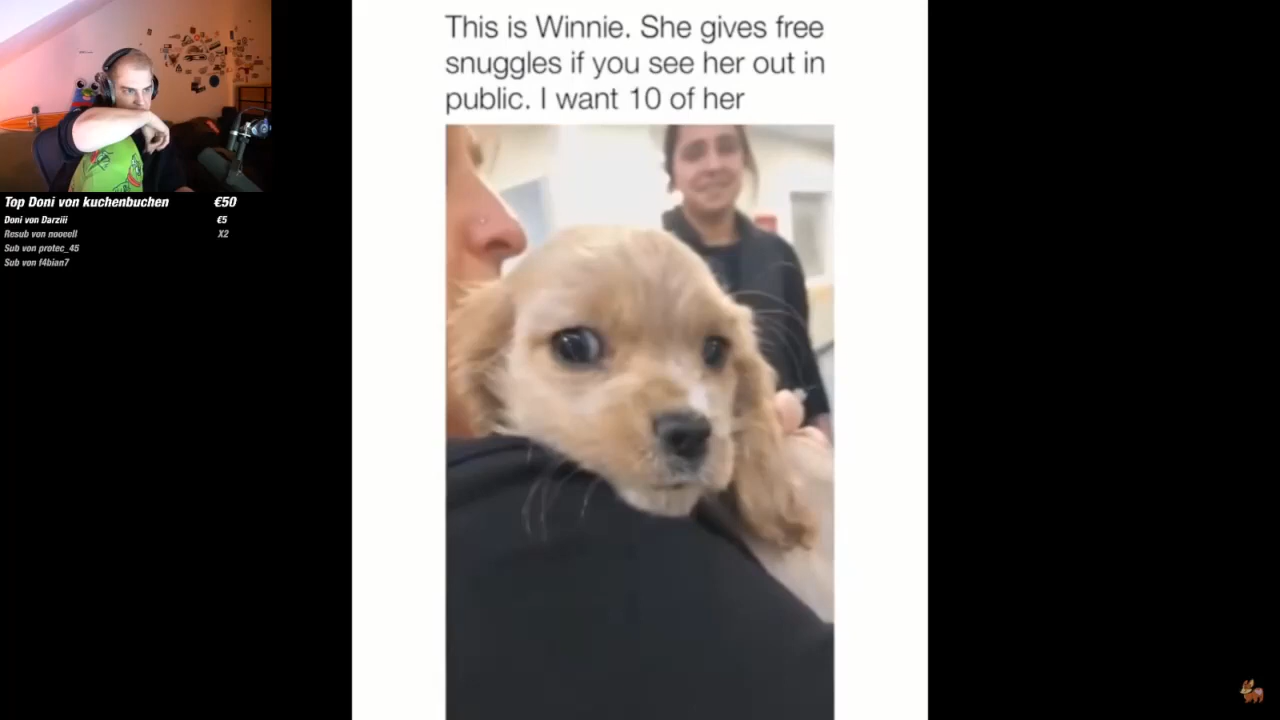 This is Winnie. She gives free
snuggles if you see her out in
public. I want 10 of her
Top Doni von kuchenbuchen €50
Doni von Darziii €5
Resub von noocell X2
Sub von protec_45
Sub von f4bian7